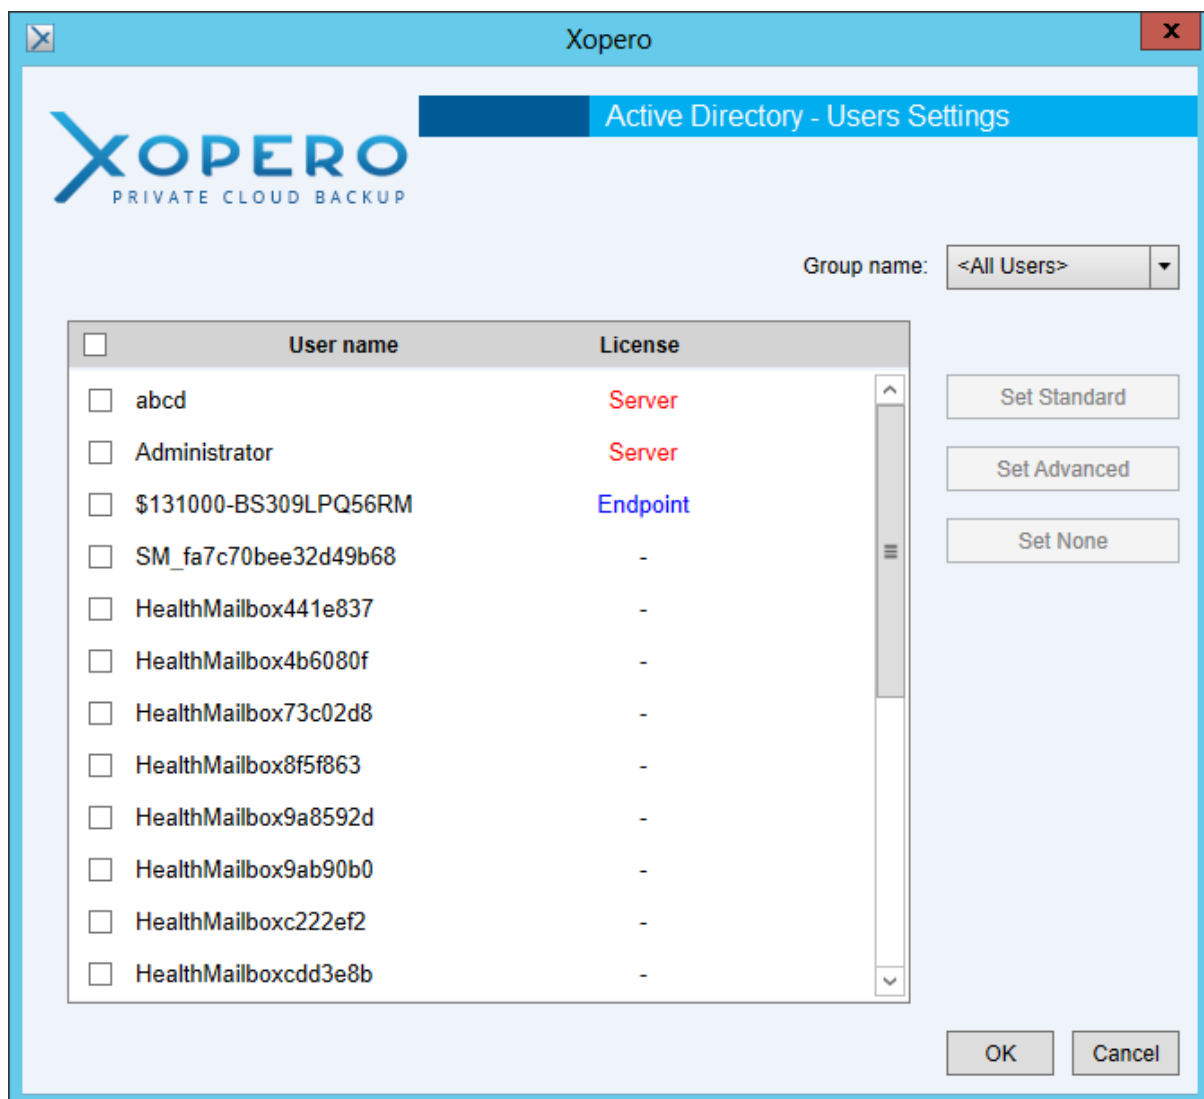 Xopero
Active Directory - Users Settings
XOPERO
PRIVATE CLOUD BACKUP
Group name: <All Users>
User name License
abcd Server
Administrator Server
$131000-BS309LPQ56RM Endpoint
SM_fa7c70bee32d49b68 -
HealthMailbox441e837 -
HealthMailbox4b6080f -
HealthMailbox73c02d8 -
HealthMailbox8f5f863 -
HealthMailbox9a8592d -
HealthMailbox9ab90b0 -
HealthMailboxc222ef2 -
HealthMailboxcdd3e8b -
Set Standard
Set Advanced
Set None
OK Cancel